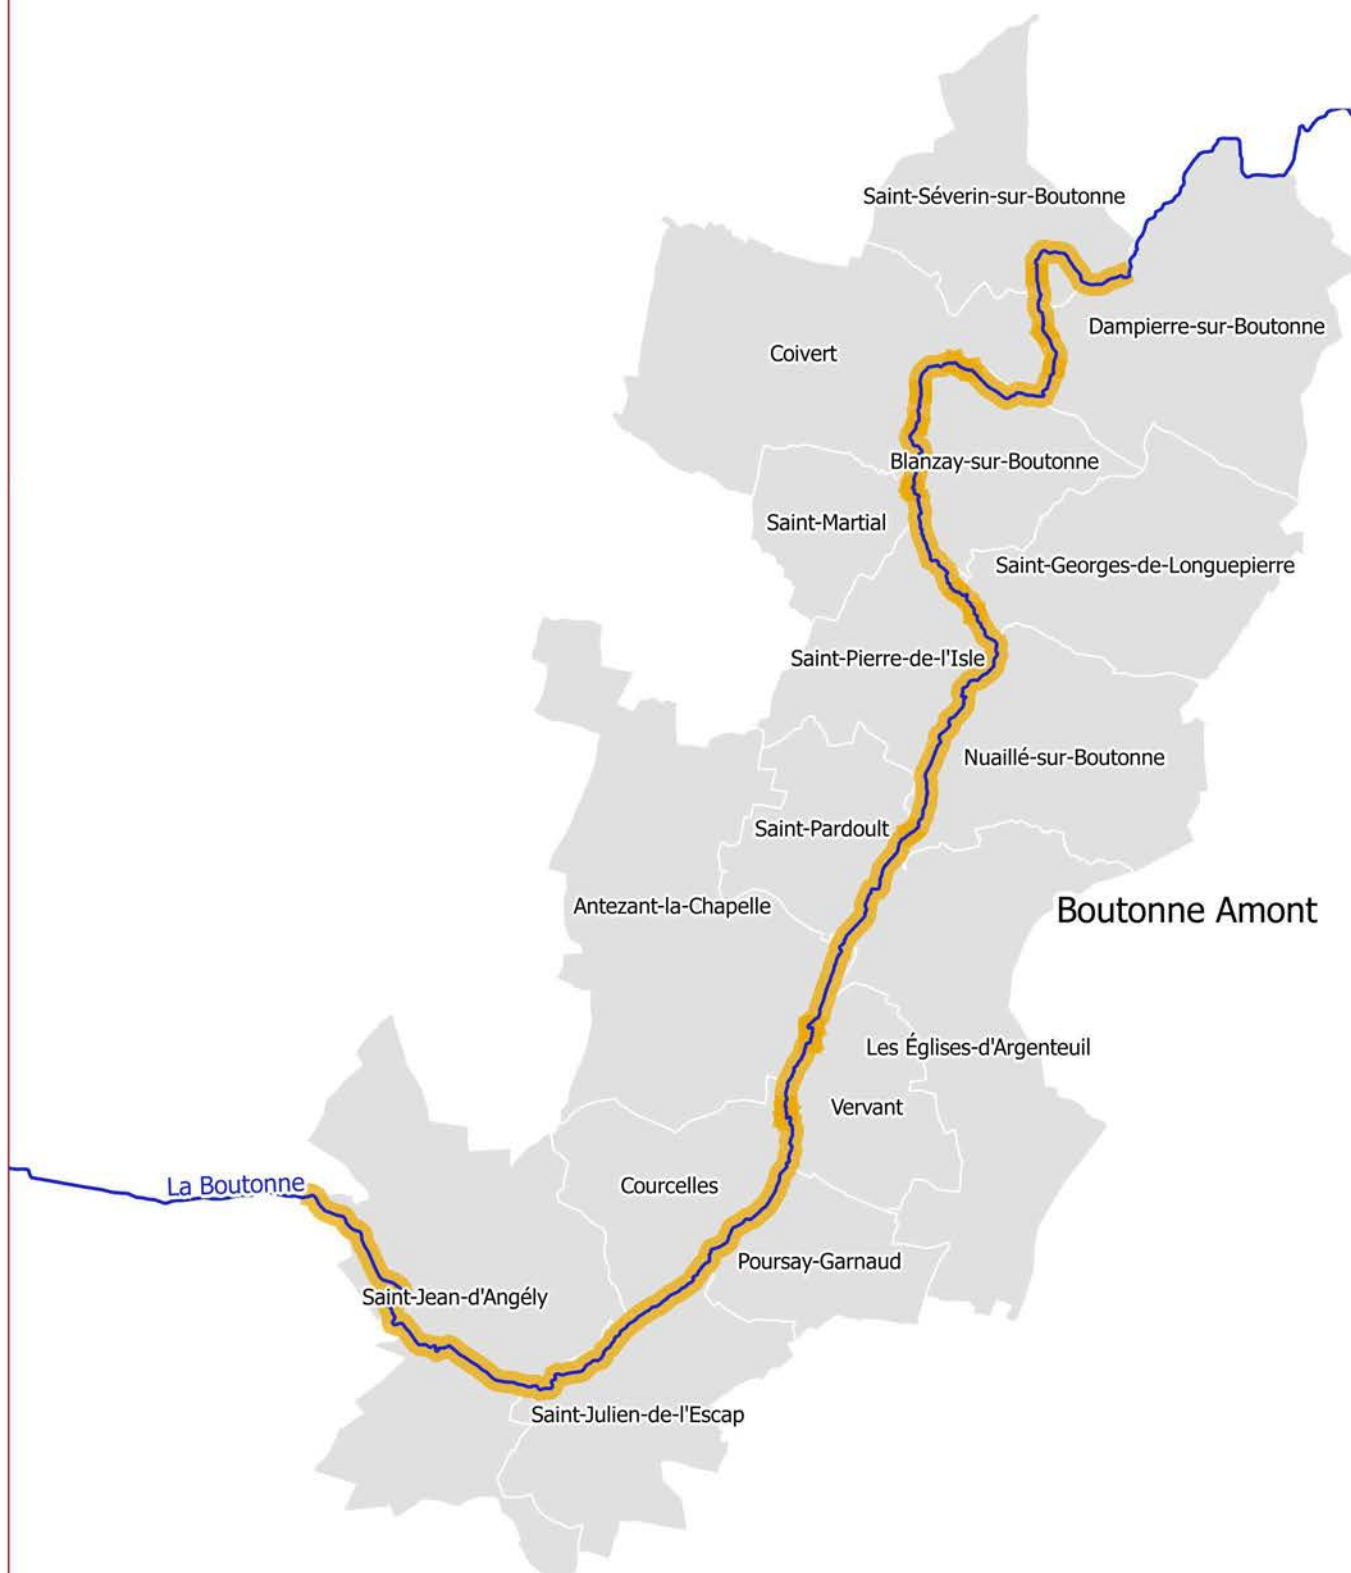 Saint-Séverin-sur-Boutonne
Dampierre-sur-Boutonne
Coivert
Blanzay-sur-Boutonne
Saint-Martial
Saint-Georges-de-Longuepierre
Saint-Pierre-de-l'Isle
Nuaillé-sur-Boutonne
Saint-Pardoult
Antezant-la-Chapelle
Boutonne Amont
Les Églises-d'Argenteuil
Vervant
La Boutonne
Courcelles
Poursay-Garnaud
Saint-Jean-d'Angély
Saint-Julien-de-l'Escap